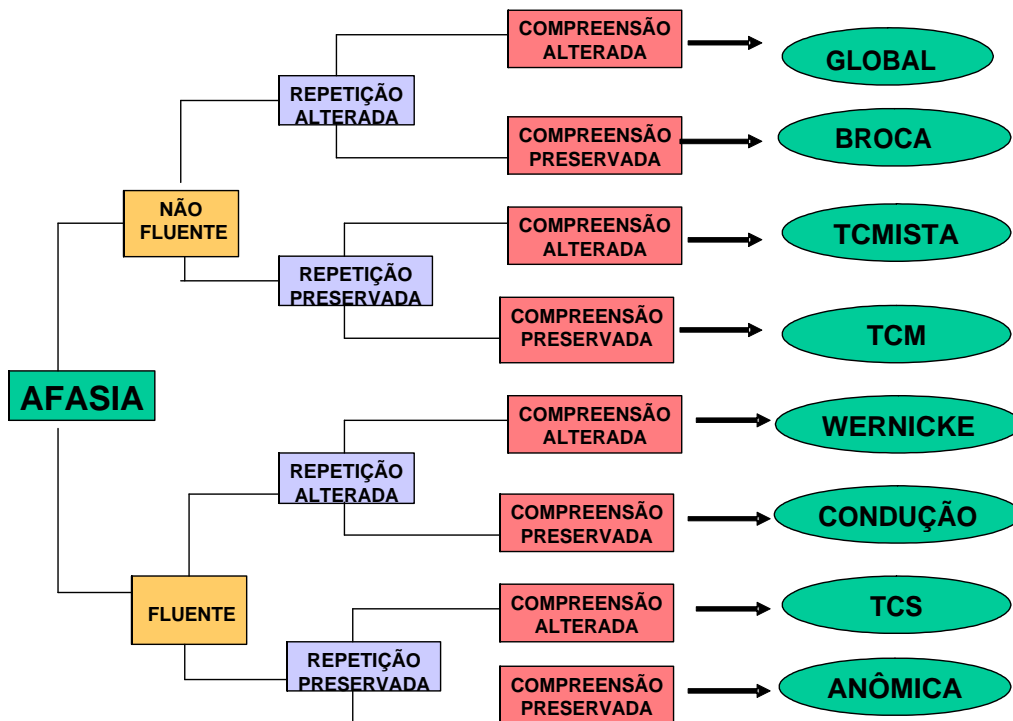 COMPREENSÃO
ALTERADA
GLOBAL
REPETIÇÃO
ALTERADA
COMPREENSÃO
PRESERVADA
BROCA
NÃO
FLUENTE
COMPREENSÃO
ALTERADA
TCMISTA
REPETIÇÃO
PRESERVADA
COMPREENSÃO
PRESERVADA
TCM
AFASIA
COMPREENSÃO
ALTERADA
WERNICKE
REPETIÇÃO
ALTERADA
COMPREENSÃO
PRESERVADA
CONDUÇÃO
FLUENTE
COMPREENSÃO
ALTERADA
TCS
REPETIÇÃO
PRESERVADA
COMPREENSÃO
PRESERVADA
ANÔMICA